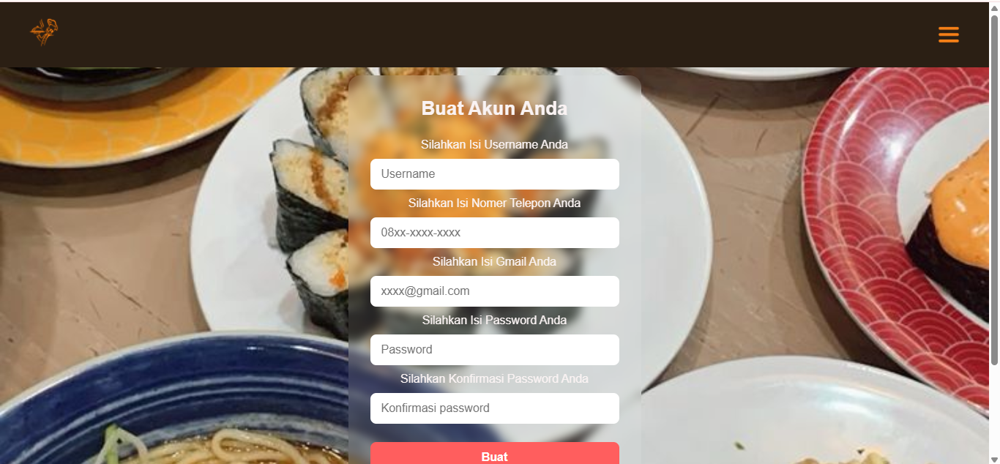 Buat Akun Anda
Silahkan Isi Username Anda
Username
Silahkan Isi Nomer Telepon Anda
08xx-xxxx-xxxx
Silahkan Isi Gmail Anda
xxxx@gmail.com
Silahkan Isi Password Anda
Password
Silahkan Konfirmasi Password Anda
Konfirmasi password
Buat